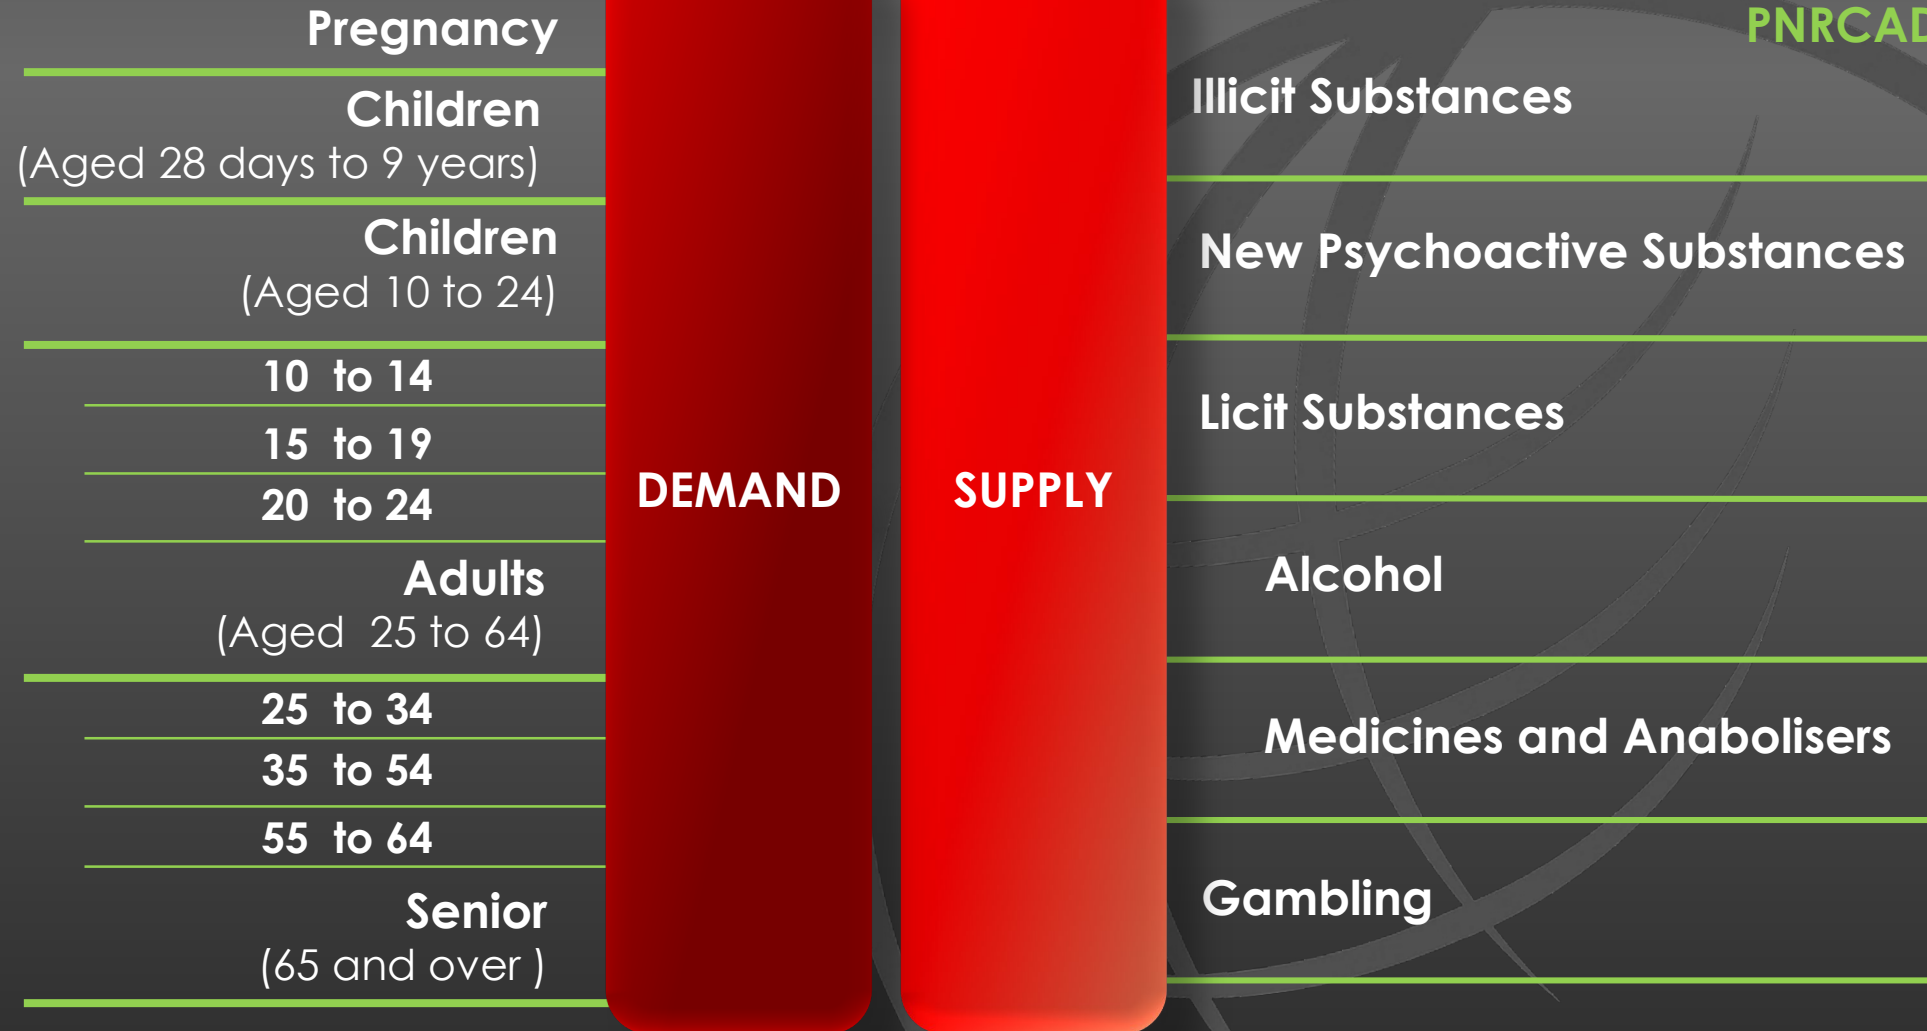 Pregnancy
Children
(Aged 28 days to 9 years)
Children
(Aged 10 to 24)
10 to 14
15 to 19
20 to 24
Adults
(Aged 25 to 64)
25 to 34
35 to 54
55 to 64
Senior
(65 and over )
DEMAND
SUPPLY
PNRCAD
Illicit Substances
New Psychoactive Substances
Licit Substances
Alcohol
Medicines and Anabolisers
Gambling